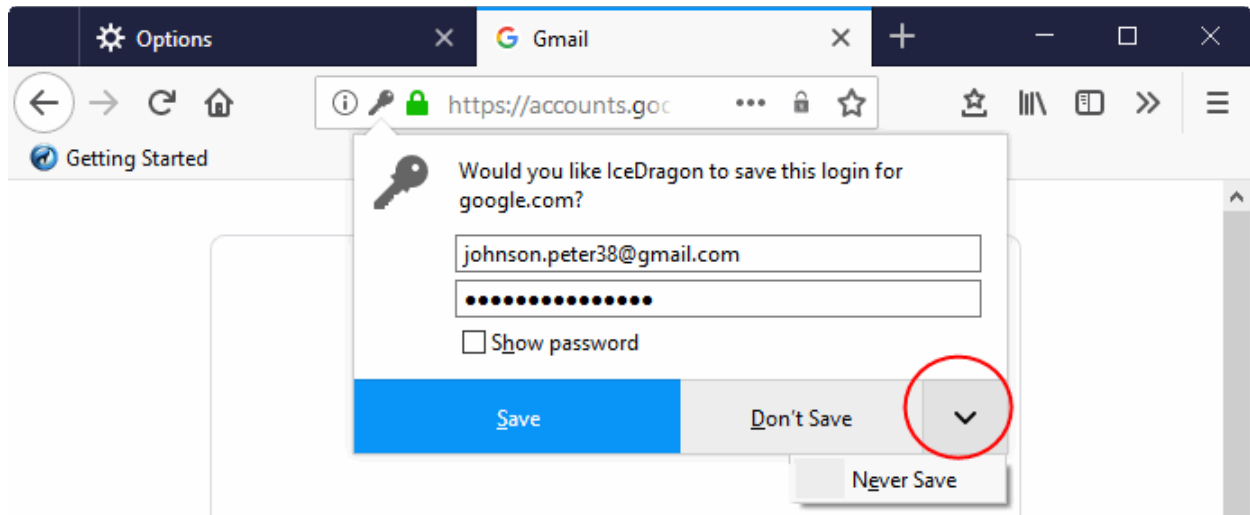 Options
Gmail
https://accounts.goo
Getting Started
Would you like IceDragon to save this login for
google.com?
johnson.peter38@gmail.com
Show password
Save
Don't Save
Never Save